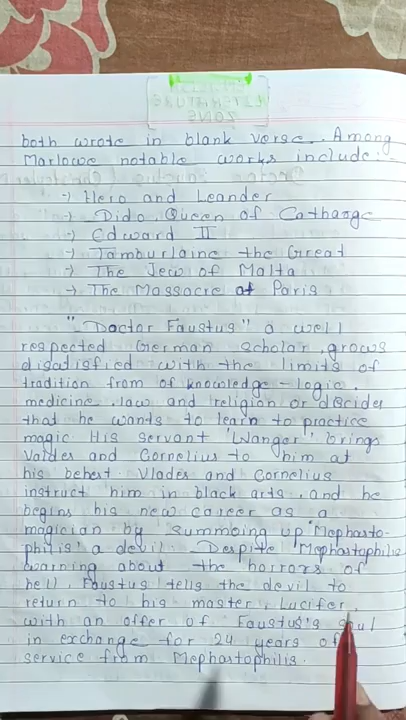 both wrote in blank verse. Among
Marlowe notable works include:-
→ Hero and Leander
→ Dido, Queen of Catharge
→ Edward II
→ Tamburlaine the Great
→ The Jew of Malta
→ The Massacre at Paris
"Doctor Faustus" a well
respected German scholar grows
disatisfied with the limits of
tradition from of knowledge - logic,
medicine, law and religion or decides
that he wants to learn to practice
magic His servant 'Wanger' brings
Valdes and Cornelius to him at
his behest. Vlades and Cornelius
instruct him in black arts, and he
begins his new career as a
magician by summoing up "Mephasto-
philis' a devil. Despite 'Mephastophilis
warning about the horrors of
hell, Faustus tells the devil to
return to his master, Lucifer,
with an offer of Faustus's soul
in exchange for 24 years of
service from Mephastophilis.